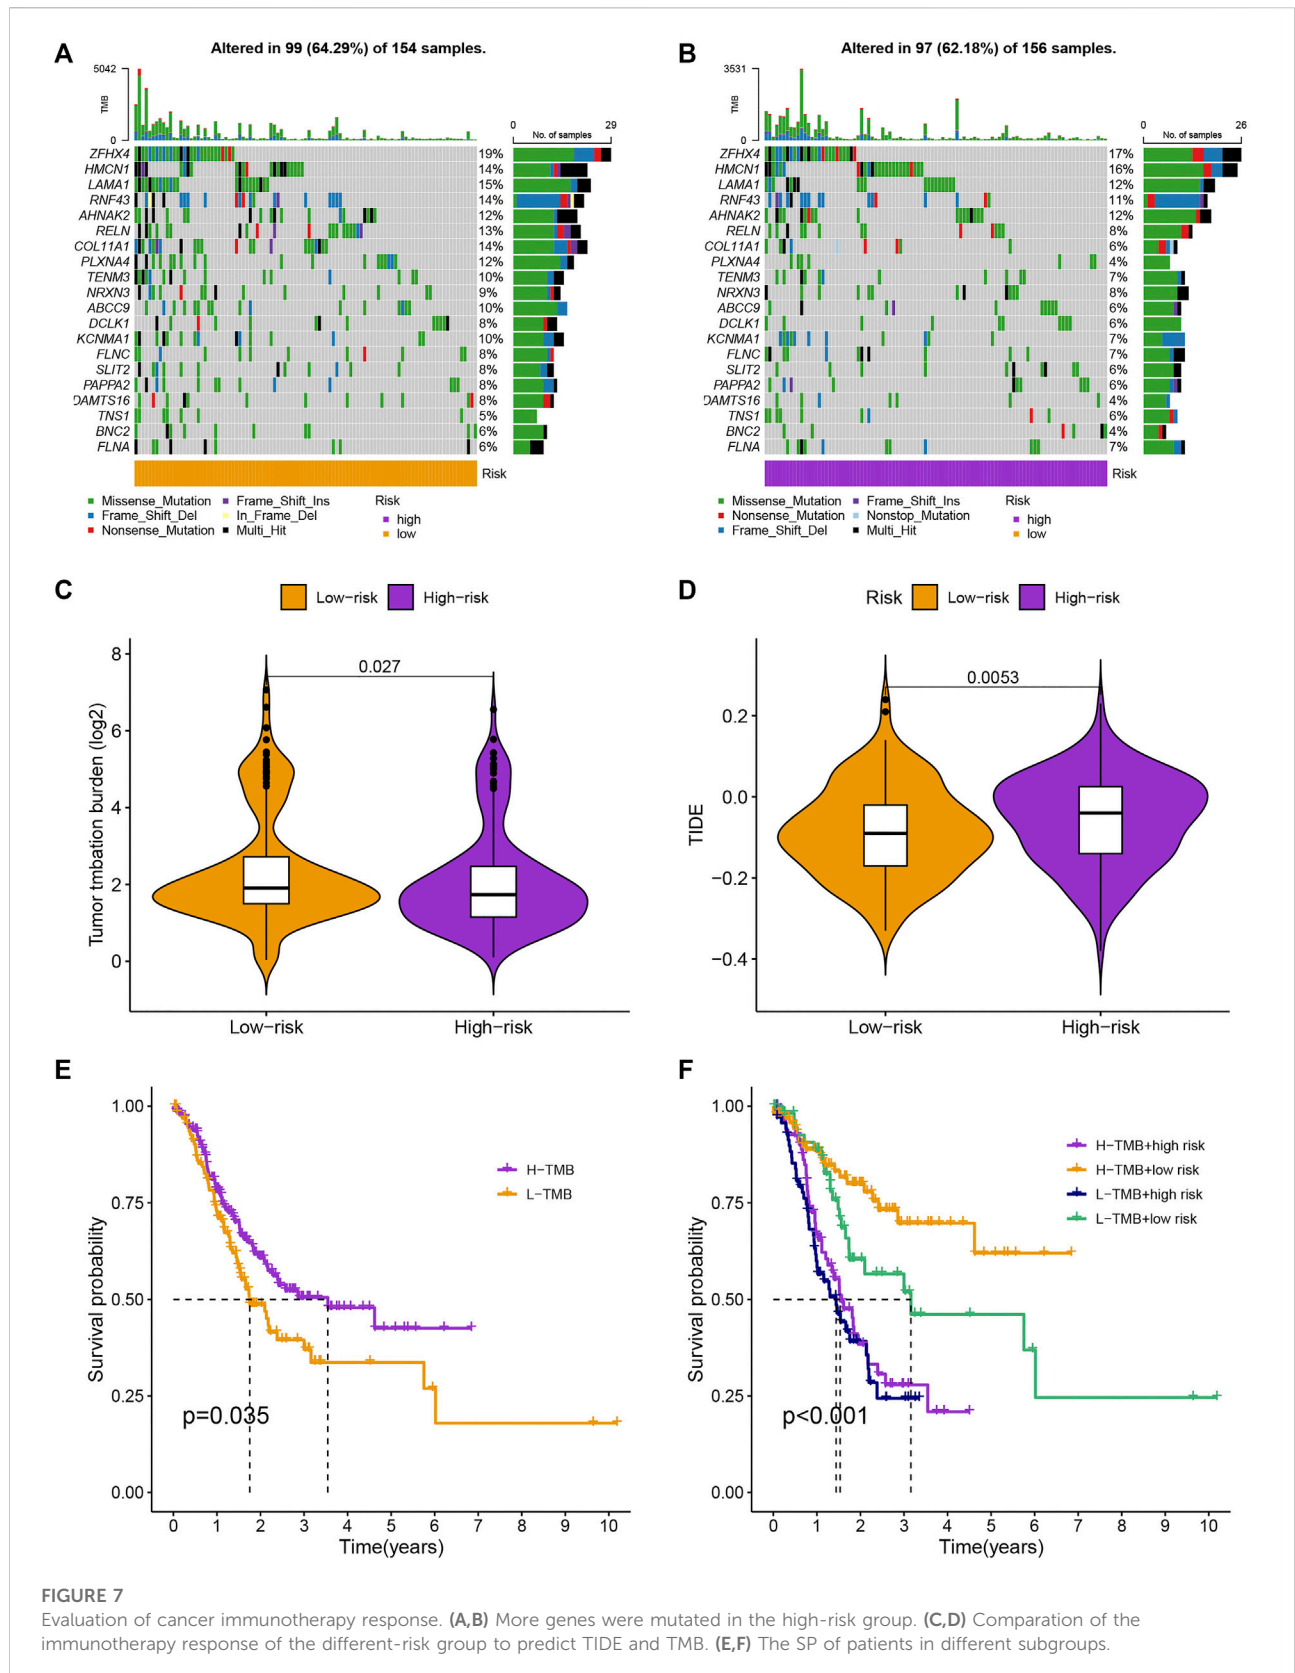 A
Altered in 99 (64.29%) of 154 samples.
5042
TMB
0
0
29
No. of samples
ZFHX4 19%
HMCN1 14%
LAMA1 15%
RNF43 14%
AHNAK2 12%
RELN 13%
COL11A1 14%
PLXNA4 12%
TENM3 10%
NRXN3 9%
ABCC9 10%
DCLK1 8%
KCNMA1 10%
FLNC 8%
SLIT2 8%
PAPPA2 8%
DAMTS16 8%
TNS1 5%
BNC2 6%
FLNA 6%
Risk
Missense_Mutation
Frame_Shift_Del
Nonsense_Mutation
Frame_Shift_Ins
In_Frame_Del
Multi_Hit
Risk
high
low
B
Altered in 97 (62.18%) of 156 samples.
3531
TMB
0
0
26
No. of samples
ZFHX4 17%
HMCN1 16%
LAMA1 12%
RNF43 11%
AHNAK2 12%
RELN 8%
COL11A1 6%
PLXNA4 4%
TENM3 7%
NRXN3 8%
ABCC9 6%
DCLK1 6%
KCNMA1 7%
FLNC 7%
SLIT2 6%
PAPPA2 6%
DAMTS16 4%
TNS1 6%
BNC2 4%
FLNA 7%
Risk
Missense_Mutation
Nonsense_Mutation
Frame_Shift_Del
Frame_Shift_Ins
Nonstop_Mutation
Multi_Hit
Risk
high
low
C
Low−risk High−risk
Tumor tmbation burden (log2)
8
6
4
2
0
0.027
Low−risk High−risk
D
Risk Low−risk High−risk
TIDE
0.2
0.0
−0.2
−0.4
0.0053
Low−risk High−risk
E
Survival probability
1.00
0.75
0.50
0.25
0.00
H−TMB
L−TMB
p=0.035
0 1 2 3 4 5 6 7 8 9 10
Time(years)
F
Survival probability
1.00
0.75
0.50
0.25
0.00
H−TMB+high risk
H−TMB+low risk
L−TMB+high risk
L−TMB+low risk
p<0.001
0 1 2 3 4 5 6 7 8 9 10
Time(years)
FIGURE 7
Evaluation of cancer immunotherapy response. (A,B) More genes were mutated in the high-risk group. (C,D) Comparation of the
immunotherapy response of the different-risk group to predict TIDE and TMB. (E,F) The SP of patients in different subgroups.